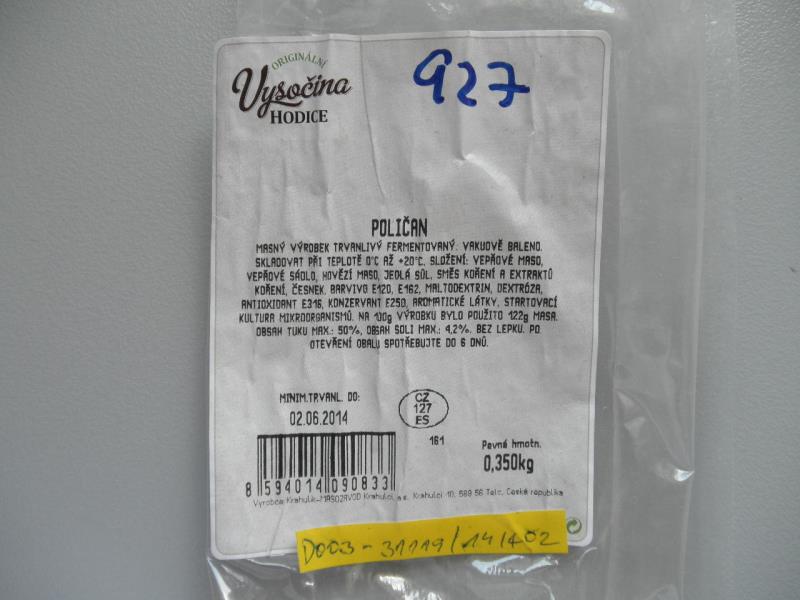 ORIGINÁLNÍ
Vysočina
HODICE
927
POLIČAN
MASNÝ VÝROBEK TRVANLIVÝ FERMENTOVANÝ. VAKUOVĚ BALENO.
SKLADOVAT PŘI TEPLOTĚ 0°C AŽ +20°C. SLOŽENÍ: VEPŘOVÉ MASO,
VEPŘOVÉ SÁDLO, HOVĚZÍ MASO, JEDLÁ SŮL, SMĚS KOŘENÍ A EXTRAKTŮ
KOŘENÍ, ČESNEK, BARVIVO E120, E162, MALTODEXTRIN, DEXTRÓZA,
ANTIOXIDANT E316, KONZERVANT E250, AROMATICKÉ LÁTKY, STARTOVACÍ
KULTURA MIKROORGANISMŮ. NA 100g VÝROBKU BYLO POUŽITO 122g MASA.
OBSAH TUKU MAX.: 50%, OBSAH SOLI MAX.: 4,2%. BEZ LEPKU. PO
OTEVŘENÍ OBALU SPOTŘEBUJTE DO 6 DNŮ.
MINIM.TRVANL. DO:
02.06.2014
CZ
127
ES
161
Pevná hmotn.
0,350kg
8 594014 090833
Výrobce: Krahulík-MASOZÁVOD Krahulčí, a.s. Krahulčí 10, 588 56 Telč, Česká republika
D003-31119/14/A02